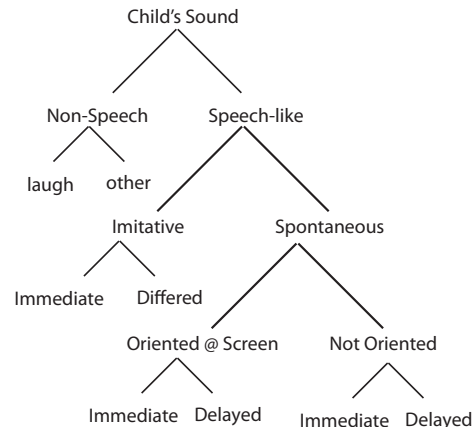 Child's Sound
Non-Speech Speech-like
laugh other
Imitative Spontaneous
Immediate Differed
Oriented @ Screen Not Oriented
Immediate Delayed Immediate Delayed